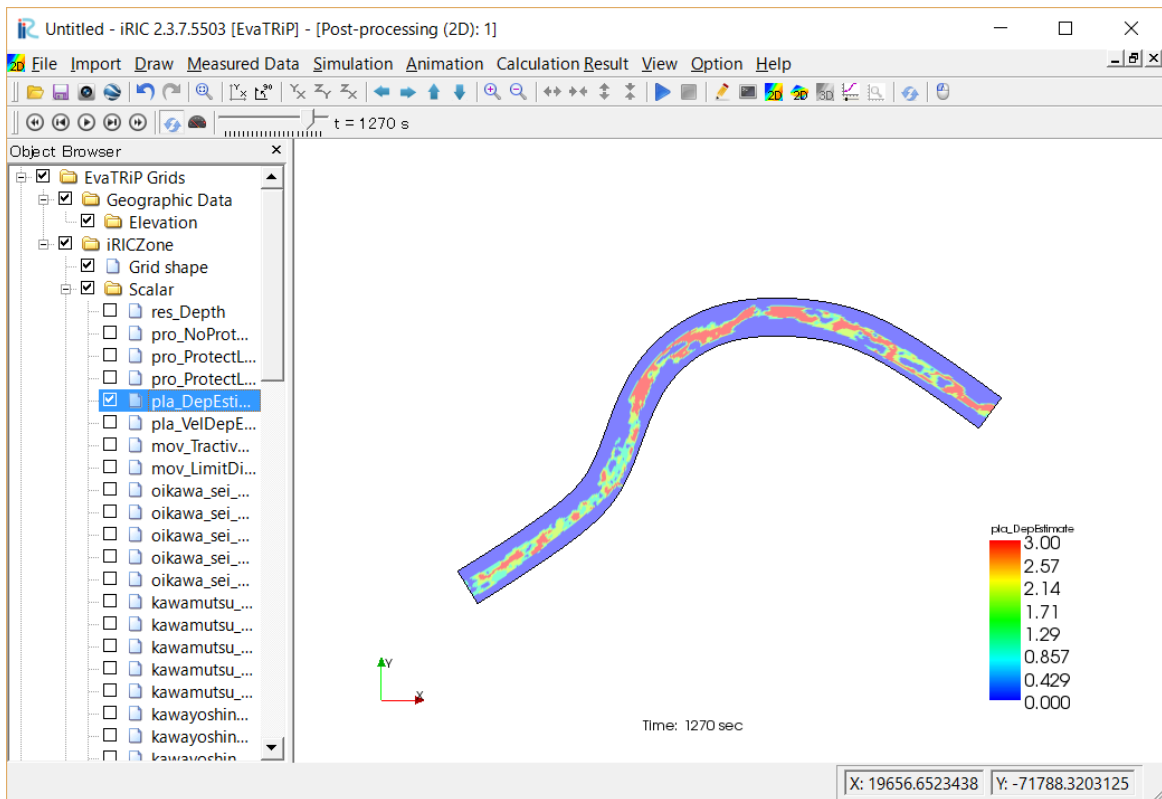 Untitled - iRIC 2.3.7.5503 [EvaTRiP] - [Post-processing (2D): 1]
File Import Draw Measured Data Simulation Animation Calculation Result View Option Help
t = 1270 s
Object Browser
EvaTRiP Grids
Geographic Data
Elevation
iRICZone
Grid shape
Scalar
res_Depth
pro_NoProt...
pro_ProtectL...
pro_ProtectL...
pla_DepEsti...
pla_VelDepE...
mov_Tractiv...
mov_LimitDi...
oikawa_sei_...
oikawa_sei_...
oikawa_sei_...
oikawa_sei_...
oikawa_sei_...
kawamutsu_...
kawamutsu_...
kawamutsu_...
kawamutsu_...
kawamutsu_...
kawayoshin...
kawayoshin...
kawayoshin
pla_DepEstimate
3.00
2.57
2.14
1.71
1.29
0.857
0.429
0.000
Y
X
Time: 1270 sec
X: 19656.6523438 Y: -71788.3203125